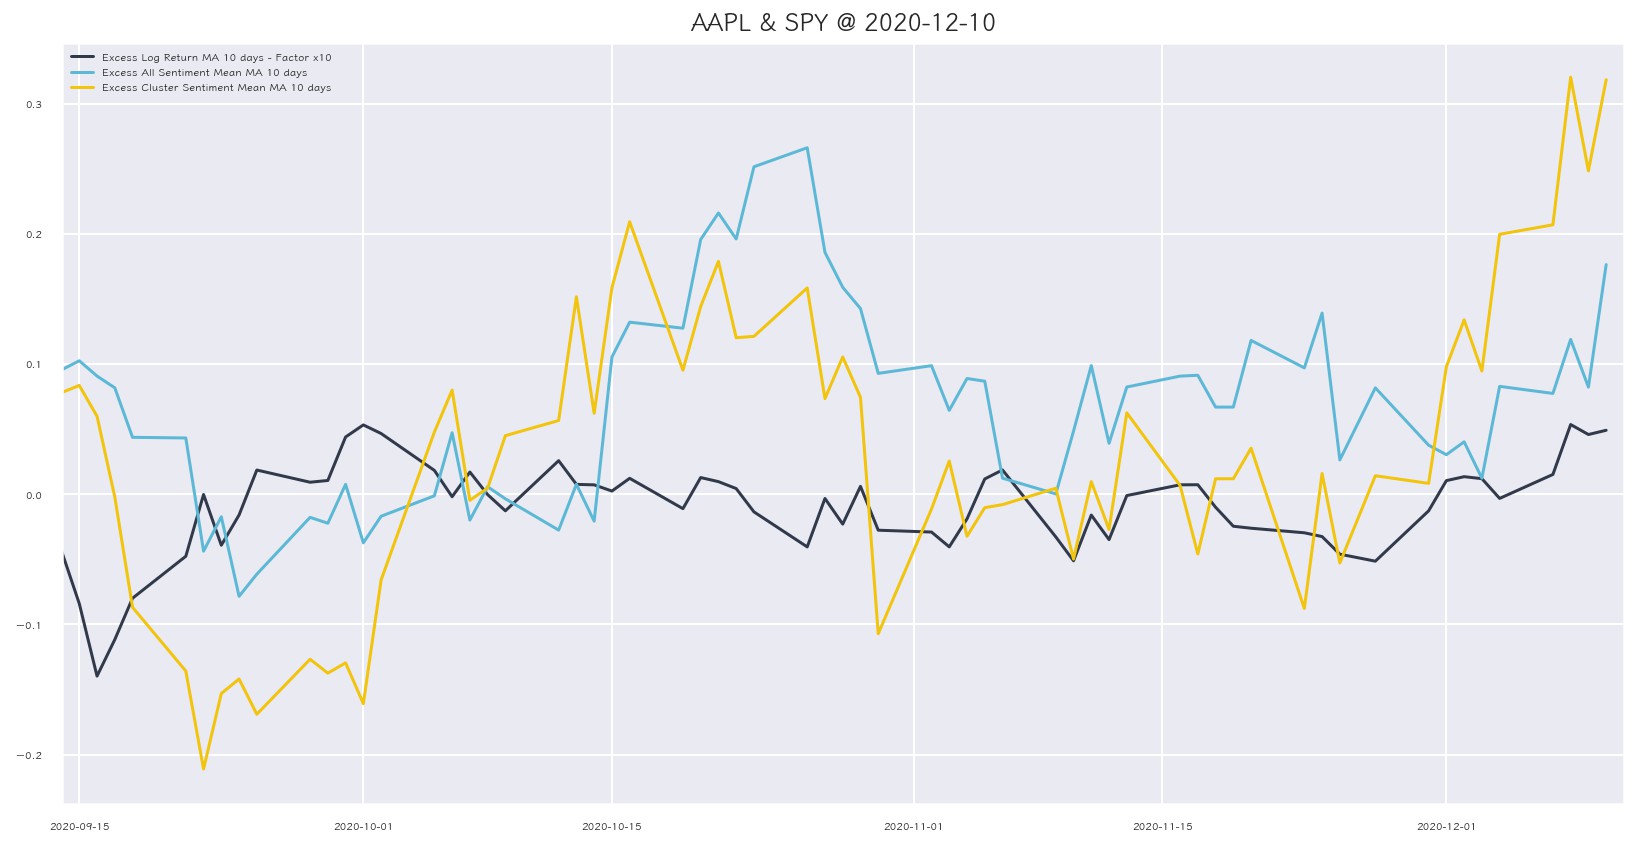 AAPL & SPY @ 2020-12-10
Excess Log Return MA 10 days - Factor x10
Excess All Sentiment Mean MA 10 days
Excess Cluster Sentiment Mean MA 10 days
0.3
0.2
0.1
0.0
−0.1
−0.2
2020-09-15 2020-10-01 2020-10-15 2020-11-01 2020-11-15 2020-12-01